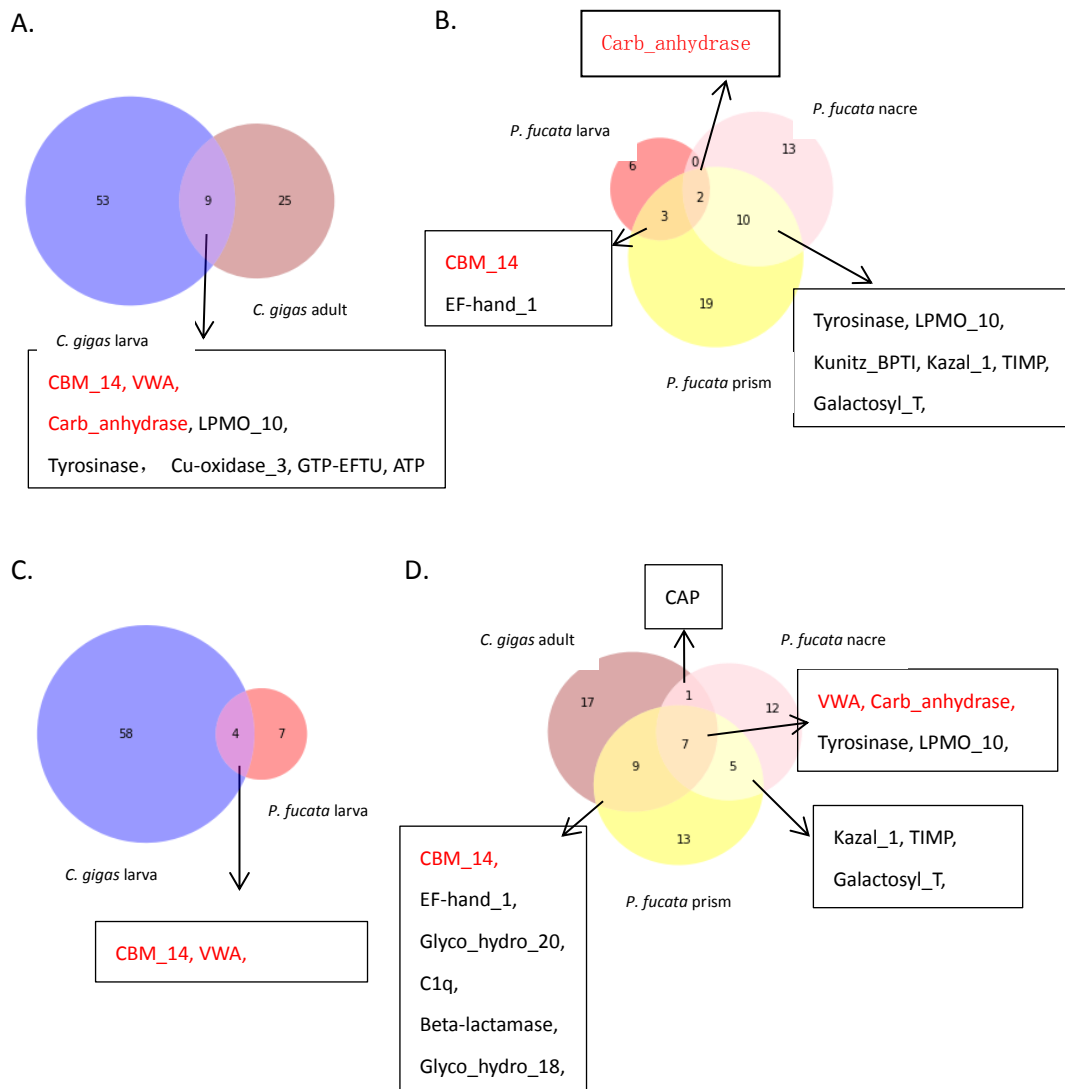 A.
53
9
25
C. gigas adult
C. gigas larva
CBM_14, VWA,
Carb_anhydrase, LPMO_10,
Tyrosinase， Cu-oxidase_3, GTP-EFTU, ATP
B.
Carb_anhydrase
P. fucata nacre
P. fucata larva
13
6
0
2
3
10
19
CBM_14
EF-hand_1
P. fucata prism
Tyrosinase, LPMO_10,
Kunitz_BPTI, Kazal_1, TIMP,
Galactosyl_T,
C.
58
4
7
P. fucata larva
C. gigas larva
CBM_14, VWA,
D.
CAP
C. gigas adult
P. fucata nacre
17
1
12
7
9
5
13
VWA, Carb_anhydrase,
Tyrosinase, LPMO_10,
Kazal_1, TIMP,
Galactosyl_T,
P. fucata prism
CBM_14,
EF-hand_1,
Glyco_hydro_20,
C1q,
Beta-lactamase,
Glyco_hydro_18,